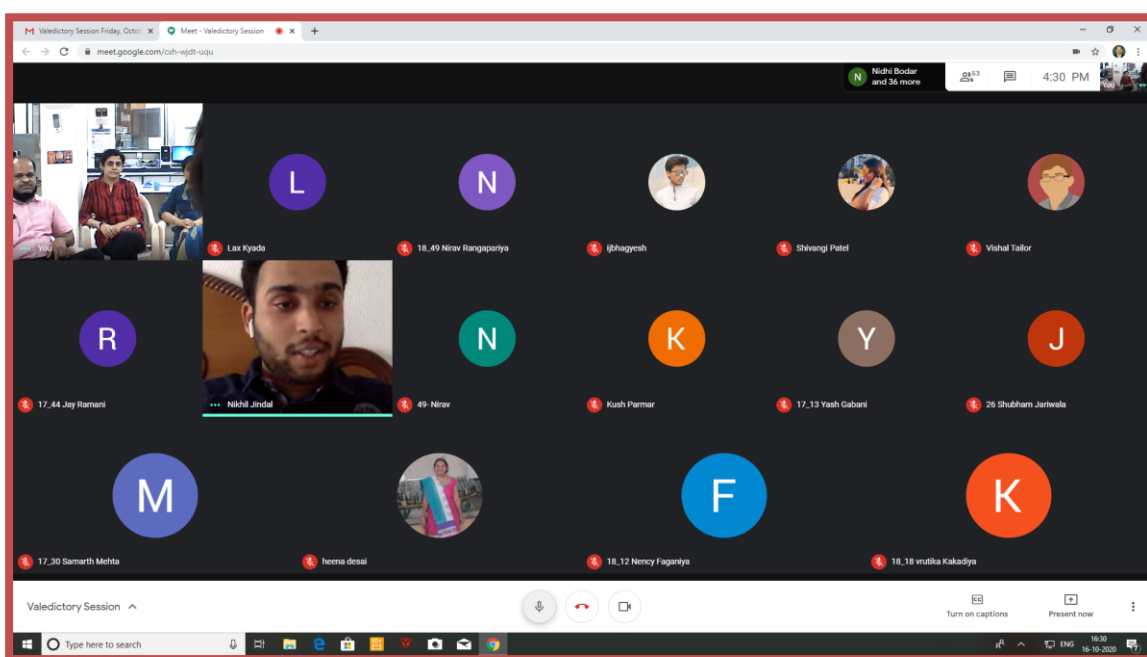 Valedictory Session Friday, Octob
Meet - Valedictory Session
meet.google.com/cxh-wjdt-uqu
N
Nidhi Bodar
and 36 more
53
4:30 PM
You
You
L
Lax Kyada
N
18_49 Nirav Rangapariya
ijbhagyesh
Shivangi Patel
Vishal Tailor
R
17_44 Jay Ramani
Nikhil Jindal
N
49- Nirav
K
Kush Parmar
Y
17_13 Yash Gabani
J
26 Shubham Jariwala
M
17_30 Samarth Mehta
heena desai
F
18_12 Nency Faganiya
K
18_18 vrutika Kakadiya
Valedictory Session
CC
Turn on captions
Present now
Type here to search
ENG
16:30
16-10-2020